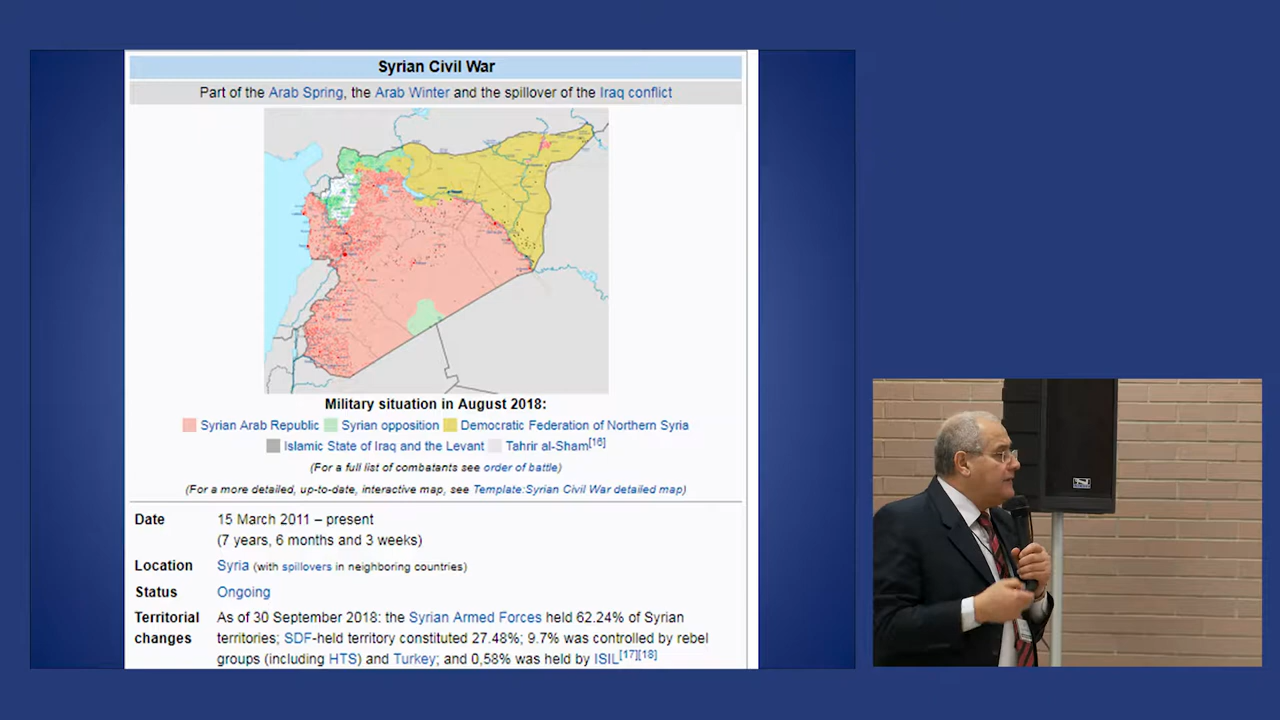 Syrian Civil War
Part of the Arab Spring, the Arab Winter and the spillover of the Iraq conflict
Military situation in August 2018:
Syrian Arab Republic Syrian opposition Democratic Federation of Northern Syria
Islamic State of Iraq and the Levant Tahrir al-Sham[16]
(For a full list of combatants see order of battle)
(For a more detailed, up-to-date, interactive map, see Template:Syrian Civil War detailed map)
Date 15 March 2011 – present
(7 years, 6 months and 3 weeks)
Location Syria (with spillovers in neighboring countries)
Status Ongoing
Territorial As of 30 September 2018: the Syrian Armed Forces held 62.24% of Syrian
changes territories; SDF-held territory constituted 27.48%; 9.7% was controlled by rebel
groups (including HTS) and Turkey; and 0,58% was held by ISIL[17][18]